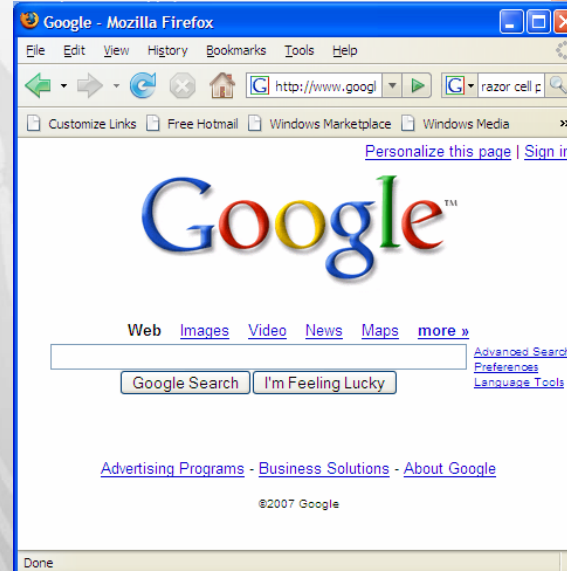 Google - Mozilla Firefox
File Edit View History Bookmarks Tools Help
G http://www.googl G razor cell p
Customize Links Free Hotmail Windows Marketplace Windows Media »
Personalize this page | Sign in
Google™
Web Images Video News Maps more »
Advanced Search
Preferences
Google Search I'm Feeling Lucky Language Tools
Advertising Programs - Business Solutions - About Google
©2007 Google
Done